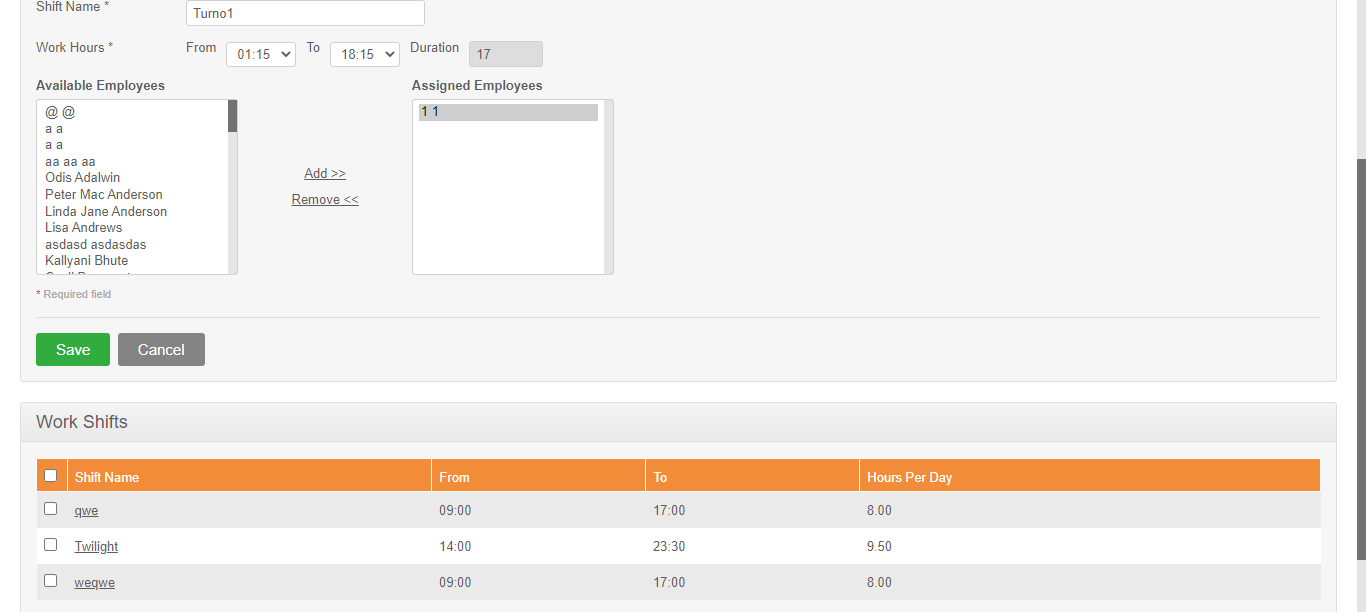 Shift Name *
Turno1
Work Hours * From 01:15 To 18:15 Duration 17
Available Employees
Assigned Employees
@ @
a a
a a
aa aa aa
Odis Adalwin
Peter Mac Anderson
Linda Jane Anderson
Lisa Andrews
asdasd asdasdas
Kallyani Bhute
Add >>
Remove <<
1 1
* Required field
Save
Cancel
Work Shifts
Shift Name From To Hours Per Day
qwe 09:00 17:00 8.00
Twilight 14:00 23:30 9.50
weqwe 09:00 17:00 8.00